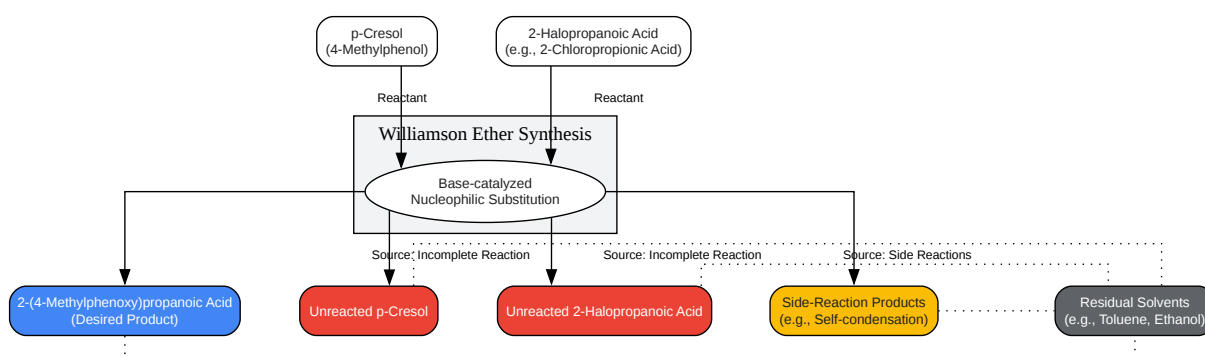 p-Cresol
(4-Methylphenol)
2-Halopropanoic Acid
(e.g., 2-Chloropropionic Acid)
Reactant
Reactant
Williamson Ether Synthesis
Base-catalyzed
Nucleophilic Substitution
Source: Incomplete Reaction
Source: Incomplete Reaction
Source: Side Reactions
2-(4-Methylphenoxy)propanoic Acid
(Desired Product)
Unreacted p-Cresol
Unreacted 2-Halopropanoic Acid
Side-Reaction Products
(e.g., Self-condensation)
Residual Solvents
(e.g., Toluene, Ethanol)